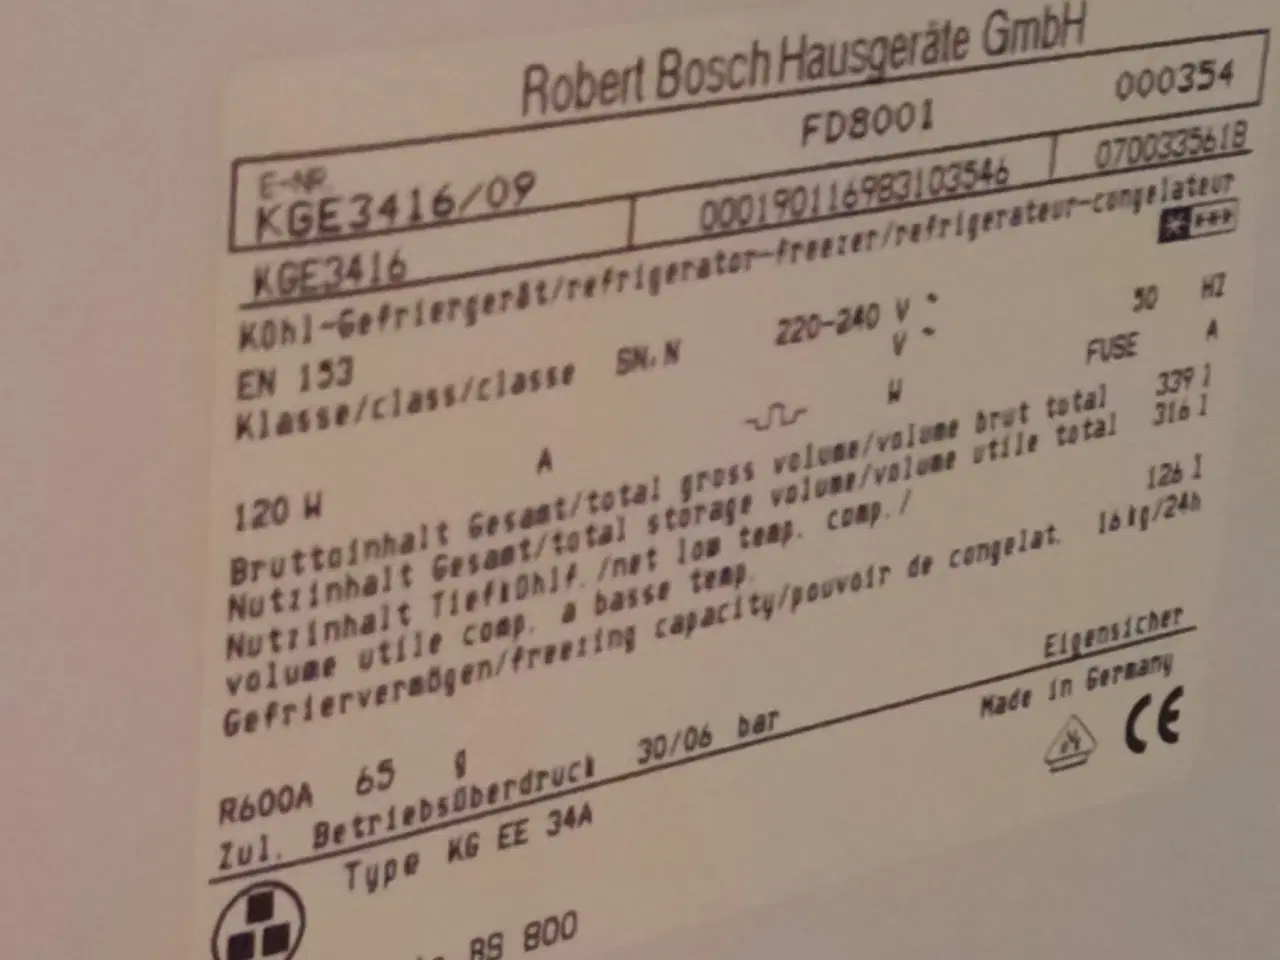 Robert Bosch Hausgeräte GmbH
E-NR. KGE3416/09 FD8001 000354
KGE3416 000190116983103546 0700335618
KÜhl-Gefriergerät/refrigerator-freezer/refrigerateur-congelateur
EN 153
Klasse/class/classe SN,N 220-240 V ~ 50 HZ
V ~ FUSE A
120 W A W
Bruttoinhalt Gesamt/total gross volume/volume brut total 339 l
Nutzinhalt Gesamt/total storage volume/volume utile total 316 l
Nutzinhalt TiefkÜhlf./net low temp. comp./ 126 l
volume utile comp. a basse temp.
Gefriervermögen/freezing capacity/pouvoir de congelat. 16 kg/24h
R600A 65 g Eigensicher
Zul. BetriebsÜberdruck 30/06 bar Made in Germany
CE
Type KG EE 34A
RS 800